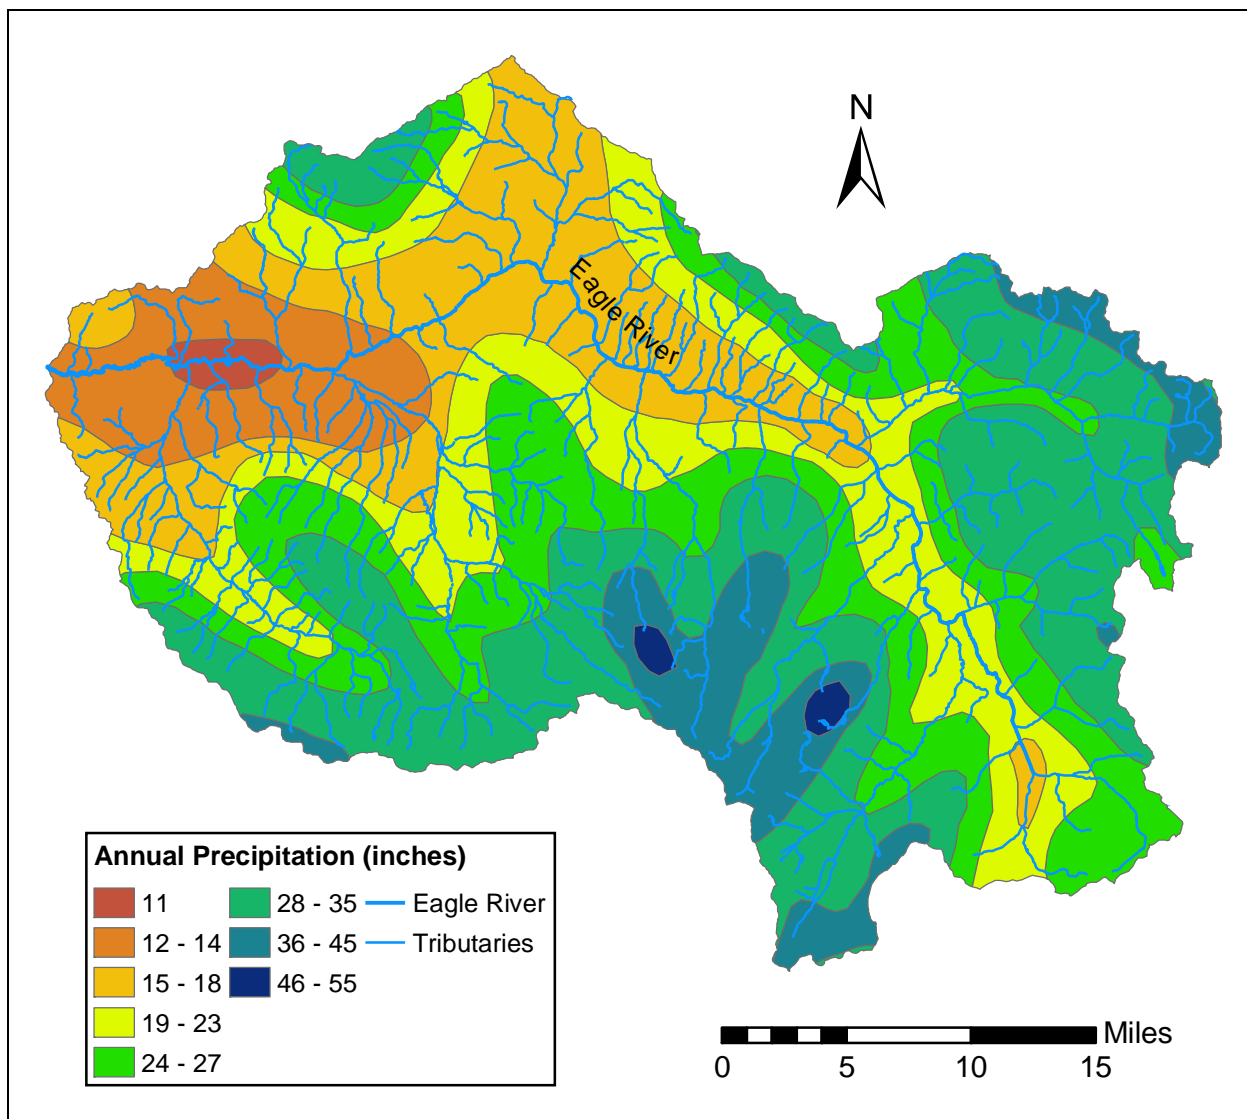 N
Eagle River
Annual Precipitation (inches)
11
12 - 14
15 - 18
19 - 23
24 - 27
28 - 35
36 - 45
46 - 55
Eagle River
Tributaries
Miles
0 5 10 15